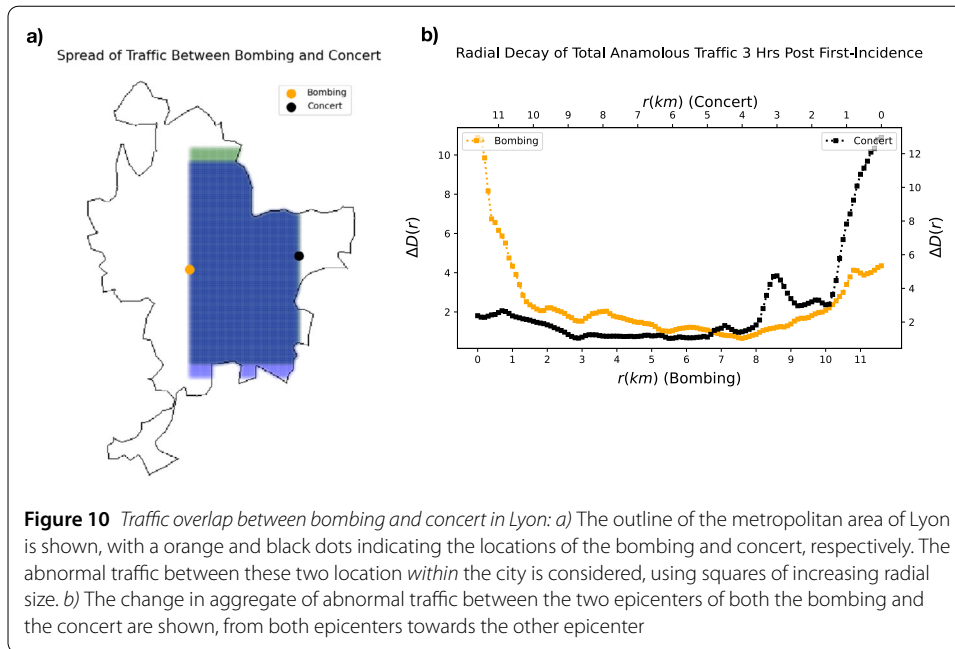 a)
Spread of Traffic Between Bombing and Concert
Bombing
Concert
b)
Radial Decay of Total Anamolous Traffic 3 Hrs Post First-Incidence
r(km) (Concert)
11 10 9 8 7 6 5 4 3 2 1 0
Bombing
Concert
ΔD(r)
10
8
6
4
2
12
10
8
6
4
2
ΔD(r)
0 1 2 3 4 5 6 7 8 9 10 11
r(km) (Bombing)
Figure 10 Traffic overlap between bombing and concert in Lyon: a) The outline of the metropolitan area of Lyon
is shown, with a orange and black dots indicating the locations of the bombing and concert, respectively. The
abnormal traffic between these two location within the city is considered, using squares of increasing radial
size. b) The change in aggregate of abnormal traffic between the two epicenters of both the bombing and
the concert are shown, from both epicenters towards the other epicenter